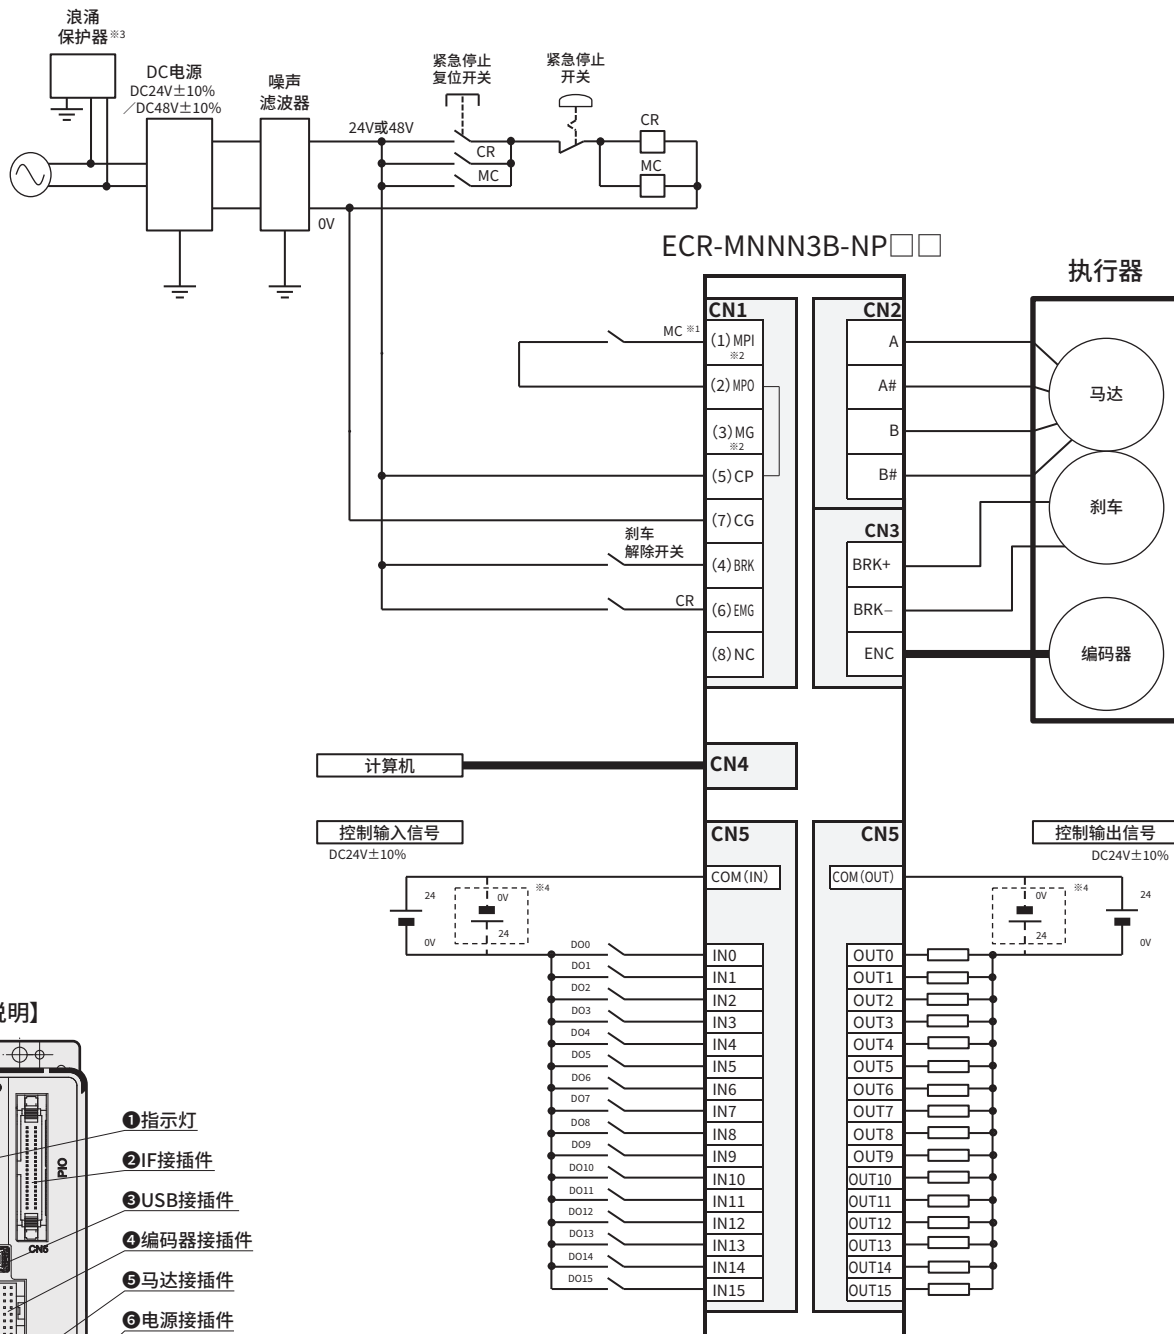 浪涌
保护器※3
DC电源
DC24V±10%
／DC48V±10%
噪声
滤波器
24V或48V
0V
紧急停止
复位开关
紧急停止
开关
CR
MC
CR
MC
ECR-MNNN3B-NP□□
执行器
CN1
MC ※1
(1)MPI
※2
(2)MPO
(3)MG
※2
(5)CP
(7)CG
刹车
解除开关
(4)BRK
CR
(6)EMG
(8)NC
CN2
A
A#
B
B#
CN3
BRK+
BRK−
ENC
马达
刹车
编码器
计算机
CN4
控制输入信号
DC24V±10%
CN5
COM(IN)
24
0V
0V
24
※4
DO0
DO1
DO2
DO3
DO4
DO5
DO6
DO7
DO8
DO9
DO10
DO11
DO12
DO13
DO14
DO15
IN0
IN1
IN2
IN3
IN4
IN5
IN6
IN7
IN8
IN9
IN10
IN11
IN12
IN13
IN14
IN15
CN5
控制输出信号
DC24V±10%
COM(OUT)
0V
24
※4
24
0V
OUT0
OUT1
OUT2
OUT3
OUT4
OUT5
OUT6
OUT7
OUT8
OUT9
OUT10
OUT11
OUT12
OUT13
OUT14
OUT15
说明】
PIO
CN5
❶指示灯
❷IF接插件
❸USB接插件
❹编码器接插件
❺马达接插件
❻电源接插件